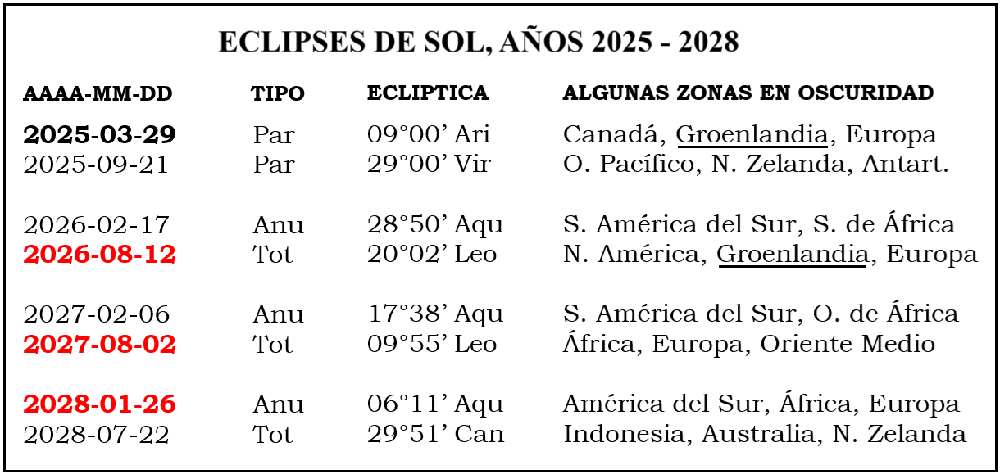 ECLIPSES DE SOL, AÑOS 2025 - 2028
AAAA-MM-DD TIPO ECLIPTICA ALGUNAS ZONAS EN OSCURIDAD
2025-03-29 Par 09°00’ Ari Canadá, Groenlandia, Europa
2025-09-21 Par 29°00’ Vir O. Pacífico, N. Zelanda, Antart.
2026-02-17 Anu 28°50’ Aqu S. América del Sur, S. de África
2026-08-12 Tot 20°02’ Leo N. América, Groenlandia, Europa
2027-02-06 Anu 17°38’ Aqu S. América del Sur, O. de África
2027-08-02 Tot 09°55’ Leo África, Europa, Oriente Medio
2028-01-26 Anu 06°11’ Aqu América del Sur, África, Europa
2028-07-22 Tot 29°51’ Can Indonesia, Australia, N. Zelanda